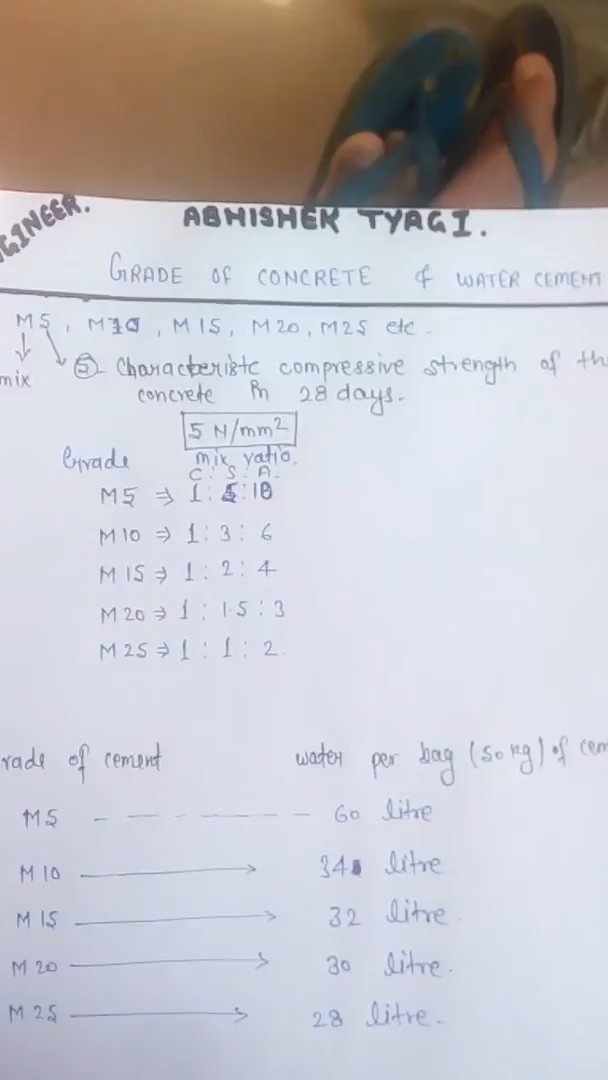 GINEER.
ABHISHEK TYAGI.
GRADE OF CONCRETE & WATER CEMENT
M5, M10, M15, M20, M25 etc.
mix
5 - Characteristc compressive strength of the
concrete in 28 days.
5 N/mm²
Grade mix ratio.
C : S : A.
M5 ⇒ 1 : 5 : 10
M10 ⇒ 1 : 3 : 6
M15 ⇒ 1 : 2 : 4
M20 ⇒ 1 : 1.5 : 3
M25 ⇒ 1 : 1 : 2.
rade of cement water per bag (50 kg) of cem
M5 - - - - 60 litre
M10 → 34 litre
M15 → 32 litre.
M20 → 30 litre.
M25 → 28 litre.